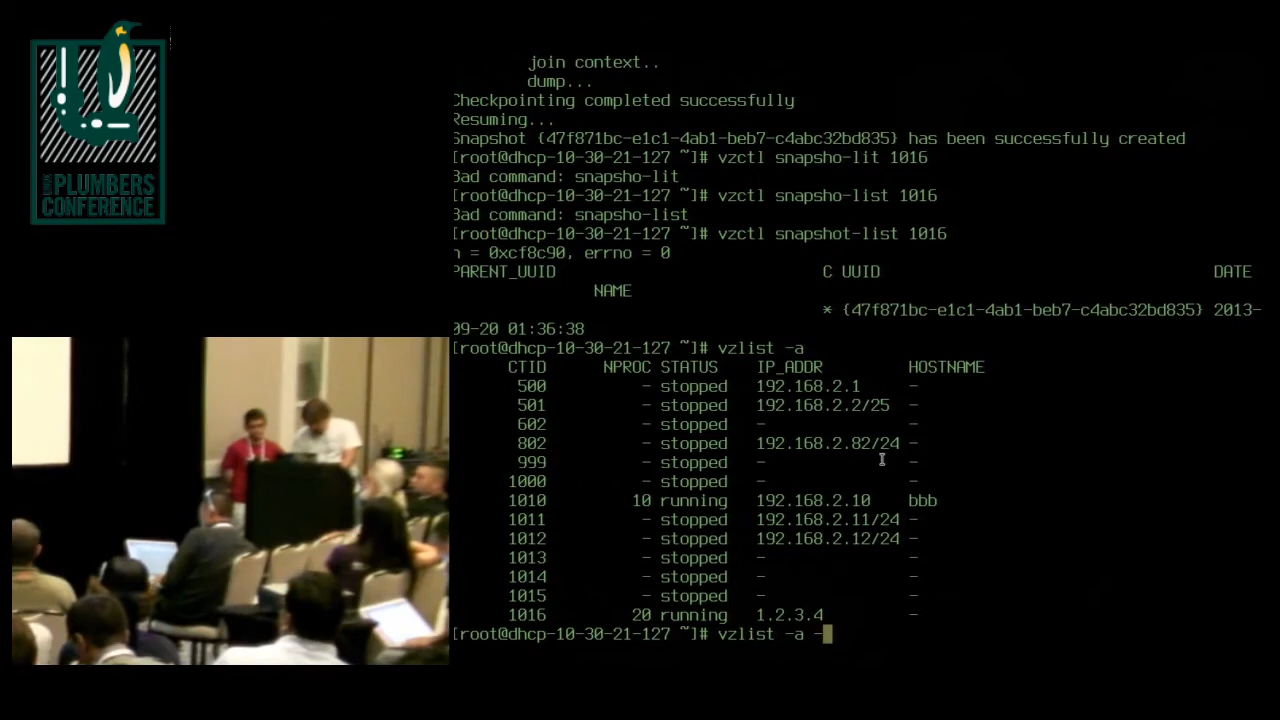 LINUX
PLUMBERS
CONFERENCE
join context..
dump...
Checkpointing completed successfully
Resuming...
Snapshot {47f871bc-e1c1-4ab1-beb7-c4abc32bd835} has been successfully created
[root@dhcp-10-30-21-127 ~]# vzctl snapsho-lit 1016
Bad command: snapsho-lit
[root@dhcp-10-30-21-127 ~]# vzctl snapsho-list 1016
Bad command: snapsho-list
[root@dhcp-10-30-21-127 ~]# vzctl snapshot-list 1016
n = 0xcf8c90, errno = 0
PARENT_UUID C UUID DATE
NAME
* {47f871bc-e1c1-4ab1-beb7-c4abc32bd835} 2013-
09-20 01:36:38
[root@dhcp-10-30-21-127 ~]# vzlist -a
CTID NPROC STATUS IP_ADDR HOSTNAME
500 - stopped 192.168.2.1 -
501 - stopped 192.168.2.2/25 -
602 - stopped - -
802 - stopped 192.168.2.82/24 -
999 - stopped - -
1000 - stopped - -
1010 10 running 192.168.2.10 bbb
1011 - stopped 192.168.2.11/24 -
1012 - stopped 192.168.2.12/24 -
1013 - stopped - -
1014 - stopped - -
1015 - stopped - -
1016 20 running 1.2.3.4 -
[root@dhcp-10-30-21-127 ~]# vzlist -a -